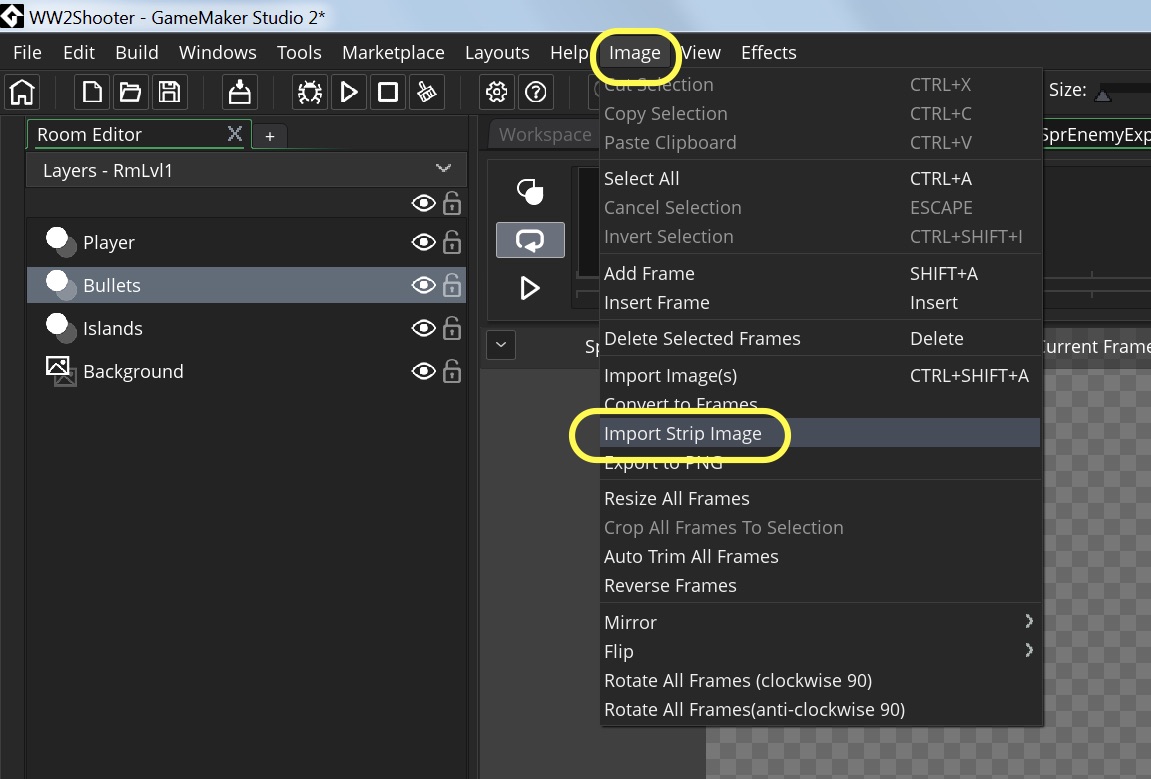 WW2Shooter - GameMaker Studio 2*
File Edit Build Windows Tools Marketplace Layouts Help Image View Effects
Size:
Room Editor X +
Layers - RmLvl1
Player
Bullets
Islands
Background
Workspace
SprEnemyExp
Current Frame
Cut Selection CTRL+X
Copy Selection CTRL+C
Paste Clipboard CTRL+V
Select All CTRL+A
Cancel Selection ESCAPE
Invert Selection CTRL+SHIFT+I
Add Frame SHIFT+A
Insert Frame Insert
Delete Selected Frames Delete
Import Image(s) CTRL+SHIFT+A
Convert to Frames
Import Strip Image
Export to PNG
Resize All Frames
Crop All Frames To Selection
Auto Trim All Frames
Reverse Frames
Mirror
Flip
Rotate All Frames (clockwise 90)
Rotate All Frames(anti-clockwise 90)